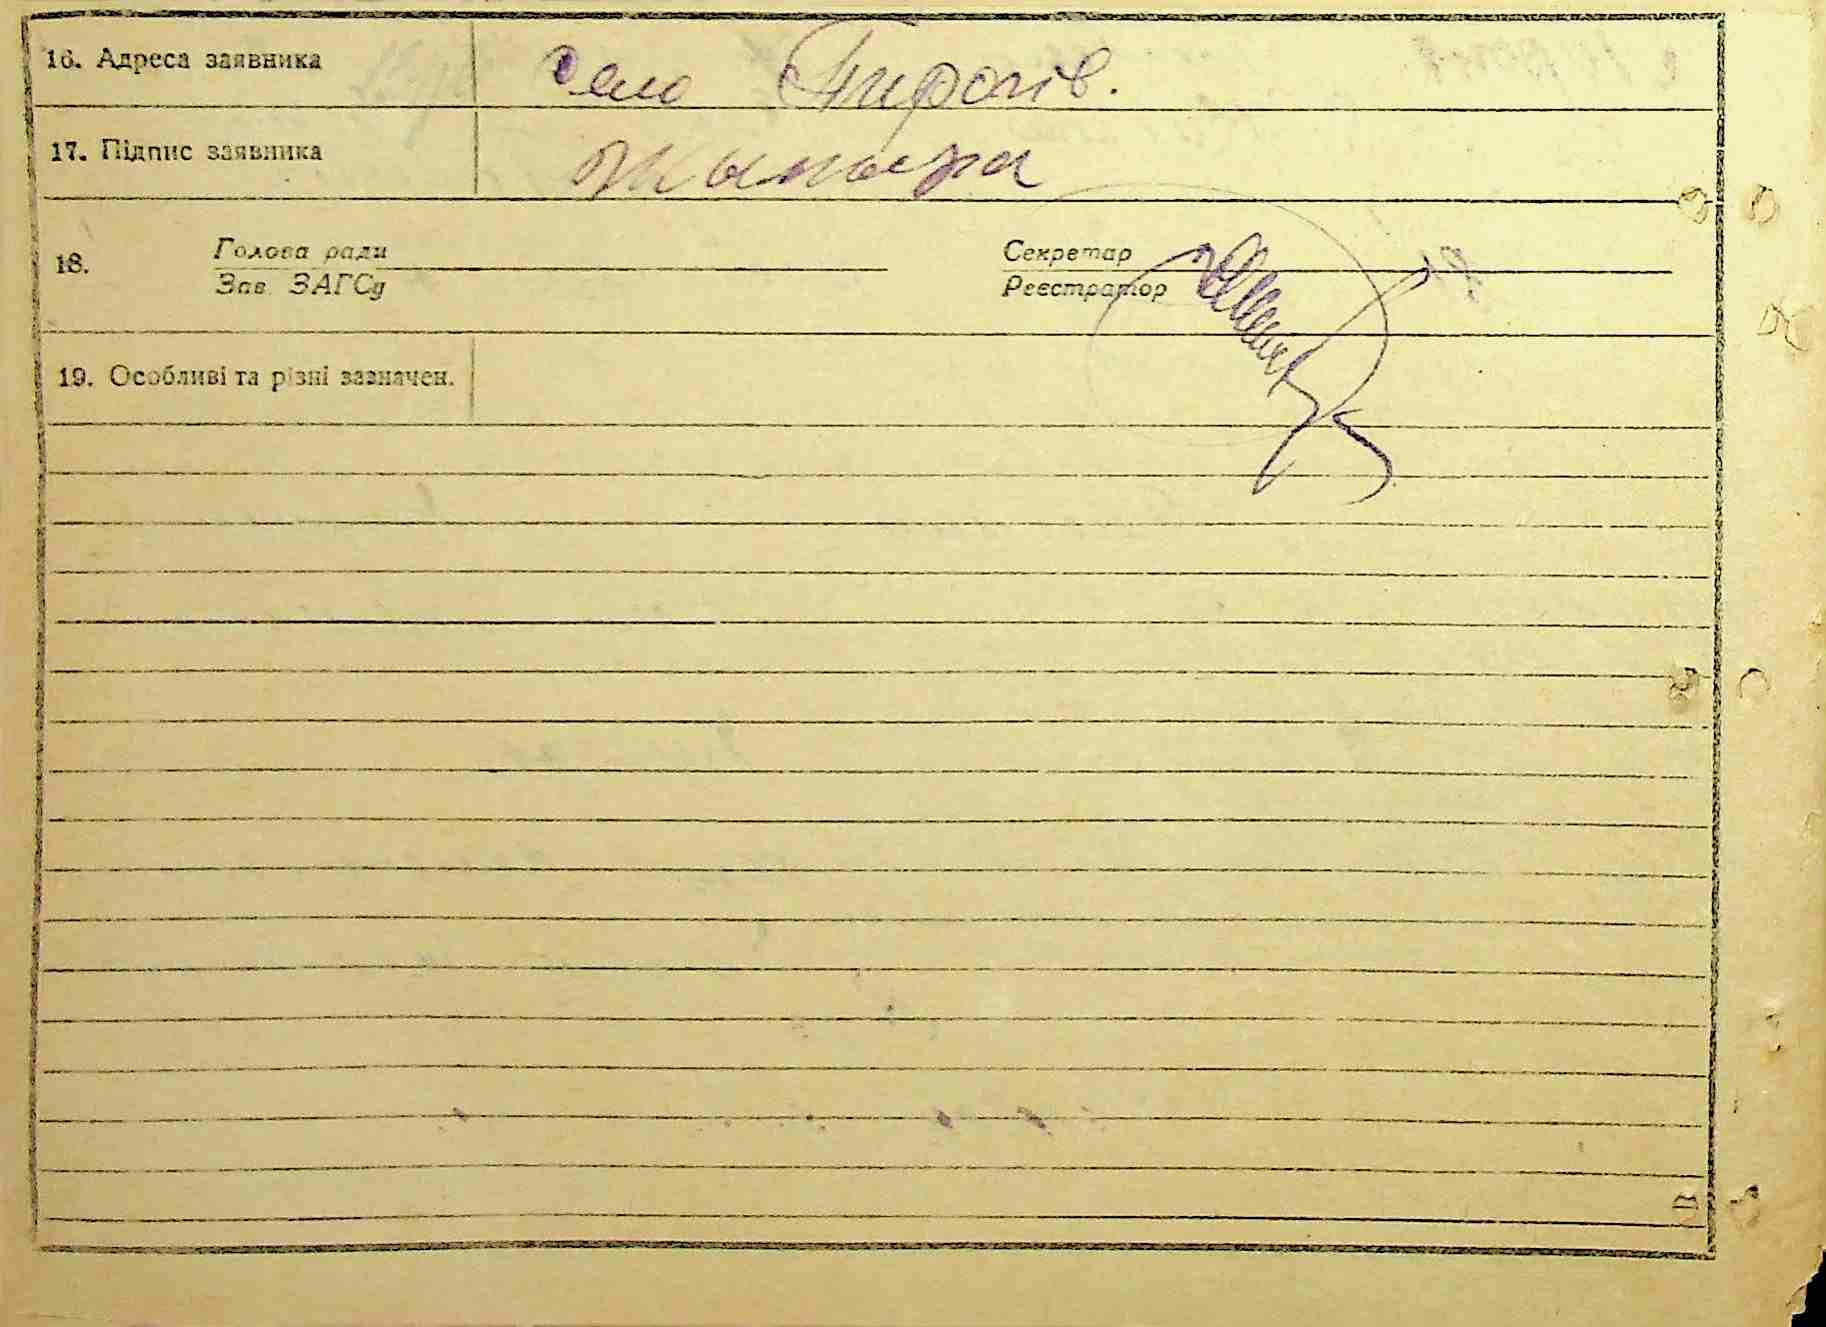 16. Адреса заявника село Пирогів.
17. Підпис заявника
18. Голова ради Секретар
Зав. ЗАГСу Реєстратор
19. Особливі та різні зазначен.